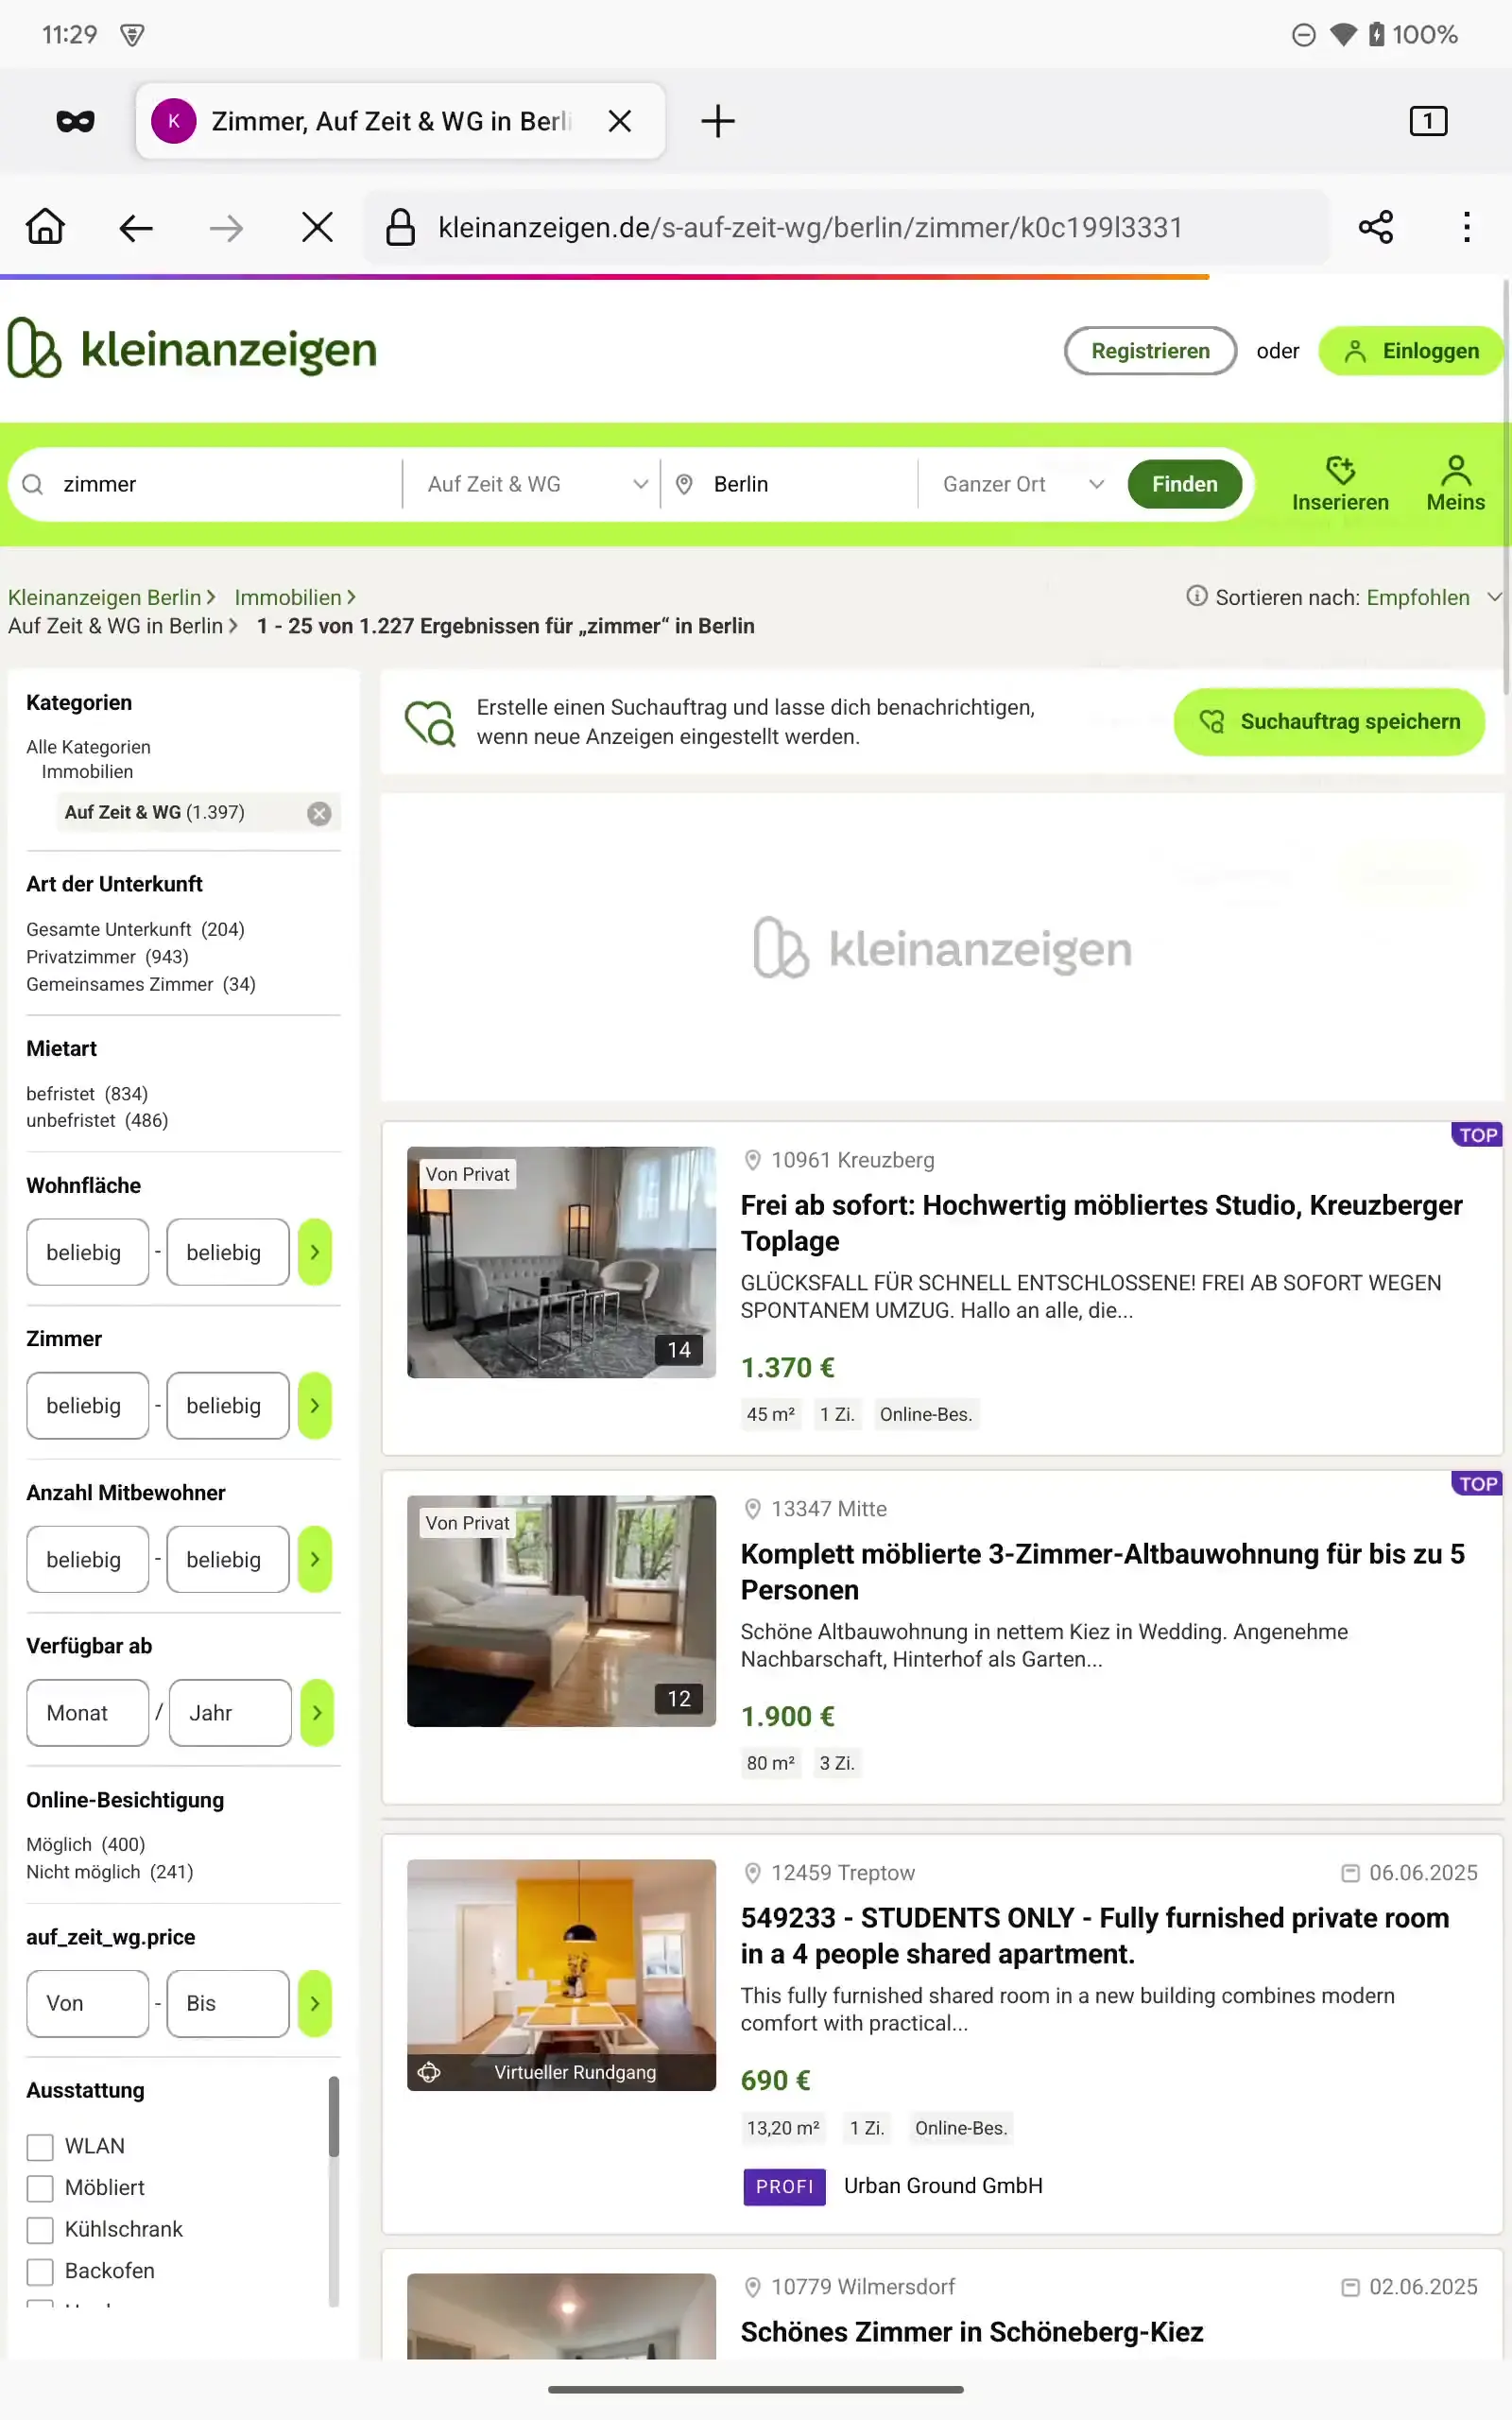 11:29
100%
K
Zimmer, Auf Zeit & WG in Berli
1
kleinanzeigen.de/s-auf-zeit-wg/berlin/zimmer/k0c199l3331
kleinanzeigen
Registrieren oder Einloggen
zimmer
Auf Zeit & WG
Berlin
Ganzer Ort
Finden
Inserieren
Meins
Kleinanzeigen Berlin
Immobilien
Sortieren nach: Empfohlen
Auf Zeit & WG in Berlin
1 - 25 von 1.227 Ergebnissen für „zimmer“ in Berlin
Kategorien
Alle Kategorien
Immobilien
Auf Zeit & WG (1.397)
Art der Unterkunft
Gesamte Unterkunft (204)
Privatzimmer (943)
Gemeinsames Zimmer (34)
Mietart
befristet (834)
unbefristet (486)
Wohnfläche
beliebig - beliebig
Zimmer
beliebig - beliebig
Anzahl Mitbewohner
beliebig - beliebig
Verfügbar ab
Monat / Jahr
Online-Besichtigung
Möglich (400)
Nicht möglich (241)
auf_zeit_wg.price
Von - Bis
Ausstattung
WLAN
Möbliert
Kühlschrank
Backofen
Erstelle einen Suchauftrag und lasse dich benachrichtigen,
wenn neue Anzeigen eingestellt werden.
Suchauftrag speichern
kleinanzeigen
TOP
Von Privat
14
10961 Kreuzberg
Frei ab sofort: Hochwertig möbliertes Studio, Kreuzberger
Toplage
GLÜCKSFALL FÜR SCHNELL ENTSCHLOSSENE! FREI AB SOFORT WEGEN
SPONTANEM UMZUG. Hallo an alle, die...
1.370 €
45 m² 1 Zi. Online-Bes.
TOP
Von Privat
12
13347 Mitte
Komplett möblierte 3-Zimmer-Altbauwohnung für bis zu 5
Personen
Schöne Altbauwohnung in nettem Kiez in Wedding. Angenehme
Nachbarschaft, Hinterhof als Garten...
1.900 €
80 m² 3 Zi.
Virtueller Rundgang
12459 Treptow
06.06.2025
549233 - STUDENTS ONLY - Fully furnished private room
in a 4 people shared apartment.
This fully furnished shared room in a new building combines modern
comfort with practical...
690 €
13,20 m² 1 Zi. Online-Bes.
PROFI Urban Ground GmbH
10779 Wilmersdorf
02.06.2025
Schönes Zimmer in Schöneberg-Kiez